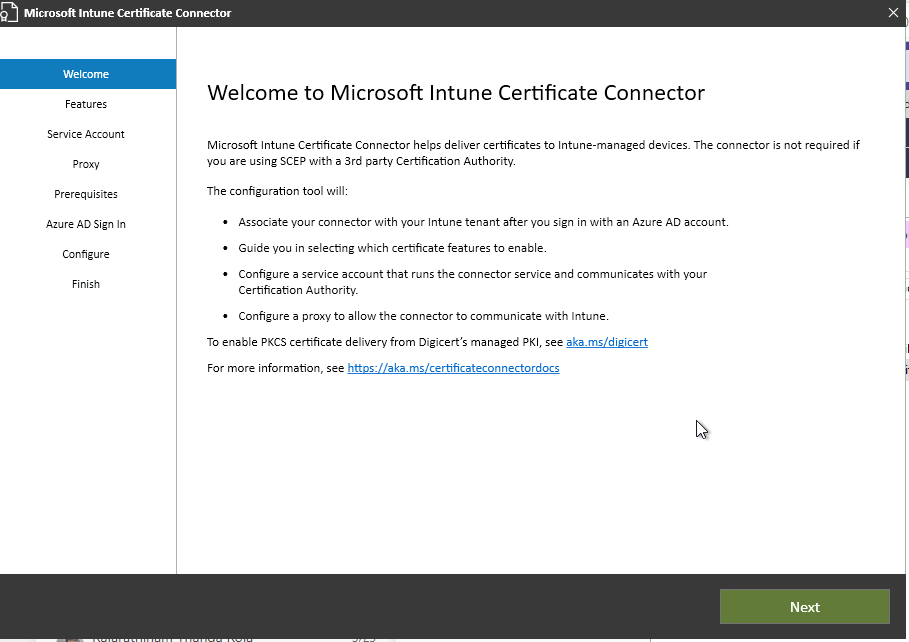 Microsoft Intune Certificate Connector
Welcome
Features
Service Account
Proxy
Prerequisites
Azure AD Sign In
Configure
Finish
Welcome to Microsoft Intune Certificate Connector
Microsoft Intune Certificate Connector helps deliver certificates to Intune-managed devices. The connector is not required if
you are using SCEP with a 3rd party Certification Authority.
The configuration tool will:
• Associate your connector with your Intune tenant after you sign in with an Azure AD account.
• Guide you in selecting which certificate features to enable.
• Configure a service account that runs the connector service and communicates with your
Certification Authority.
• Configure a proxy to allow the connector to communicate with Intune.
To enable PKCS certificate delivery from Digicert's managed PKI, see aka.ms/digicert
For more information, see https://aka.ms/certificateconnectordocs
Next